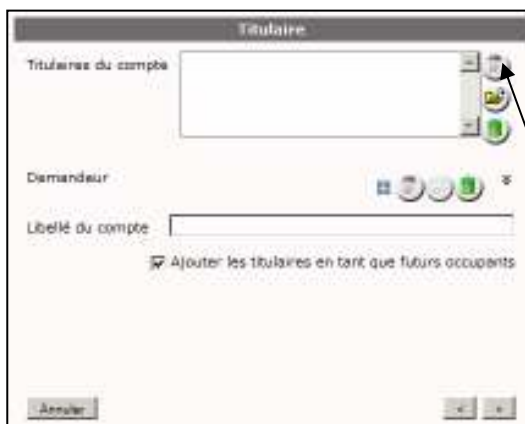 Titulaire
Titulaires du compte
Demandeur
Libellé du compte
Ajouter les titulaires en tant que futurs occupants
Annuler